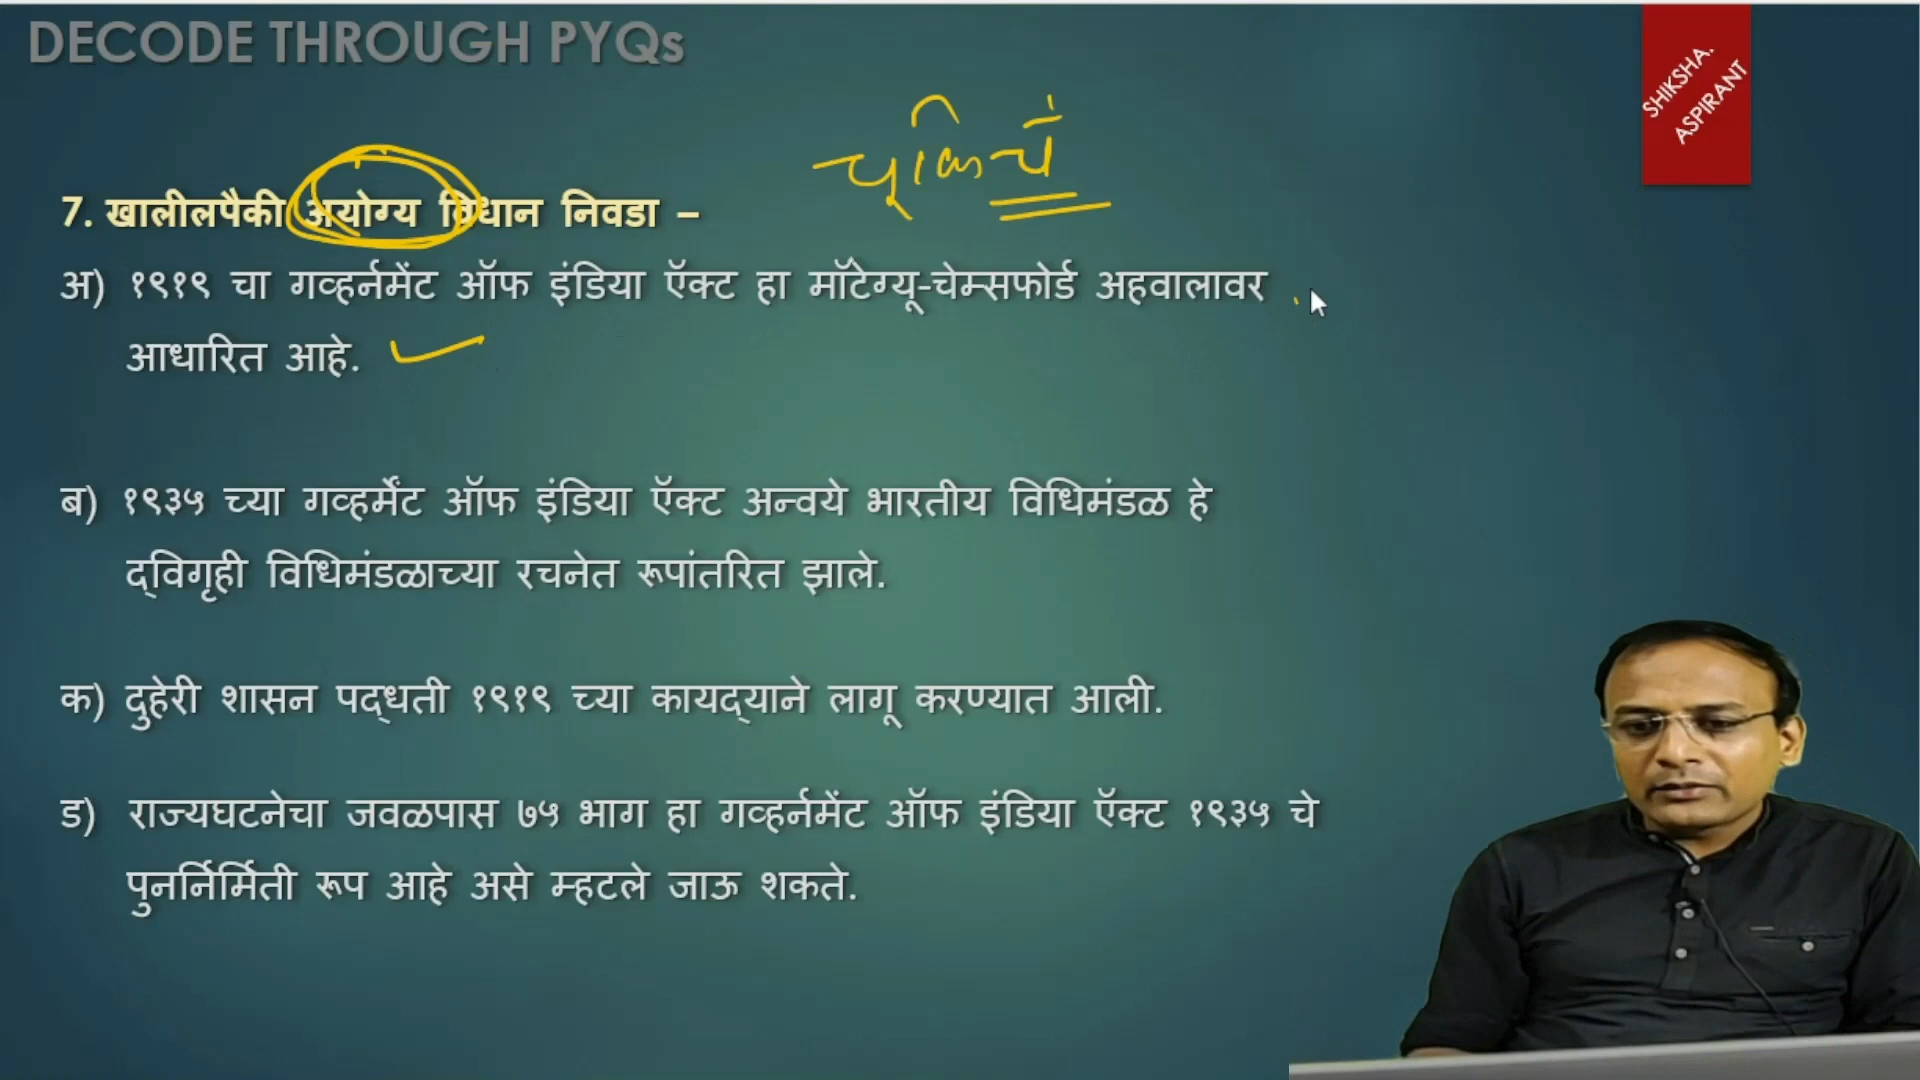 DECODE THROUGH PYQs
SHIKSHA.
ASPIRANT
चूकिचे
7. खालीलपैकी अयोग्य विधान निवडा –
अ) १९१९ चा गव्हर्नमेंट ऑफ इंडिया ऍक्ट हा माँटेग्यू-चेम्सफोर्ड अहवालावर
आधारित आहे.
ब) १९३५ च्या गव्हर्मेंट ऑफ इंडिया ऍक्ट अन्वये भारतीय विधिमंडळ हे
द्विगृही विधिमंडळाच्या रचनेत रूपांतरित झाले.
क) दुहेरी शासन पद्धती १९१९ च्या कायद्याने लागू करण्यात आली.
ड) राज्यघटनेचा जवळपास ७५ भाग हा गव्हर्नमेंट ऑफ इंडिया ऍक्ट १९३५ चे
पुनर्निर्मिती रूप आहे असे म्हटले जाऊ शकते.